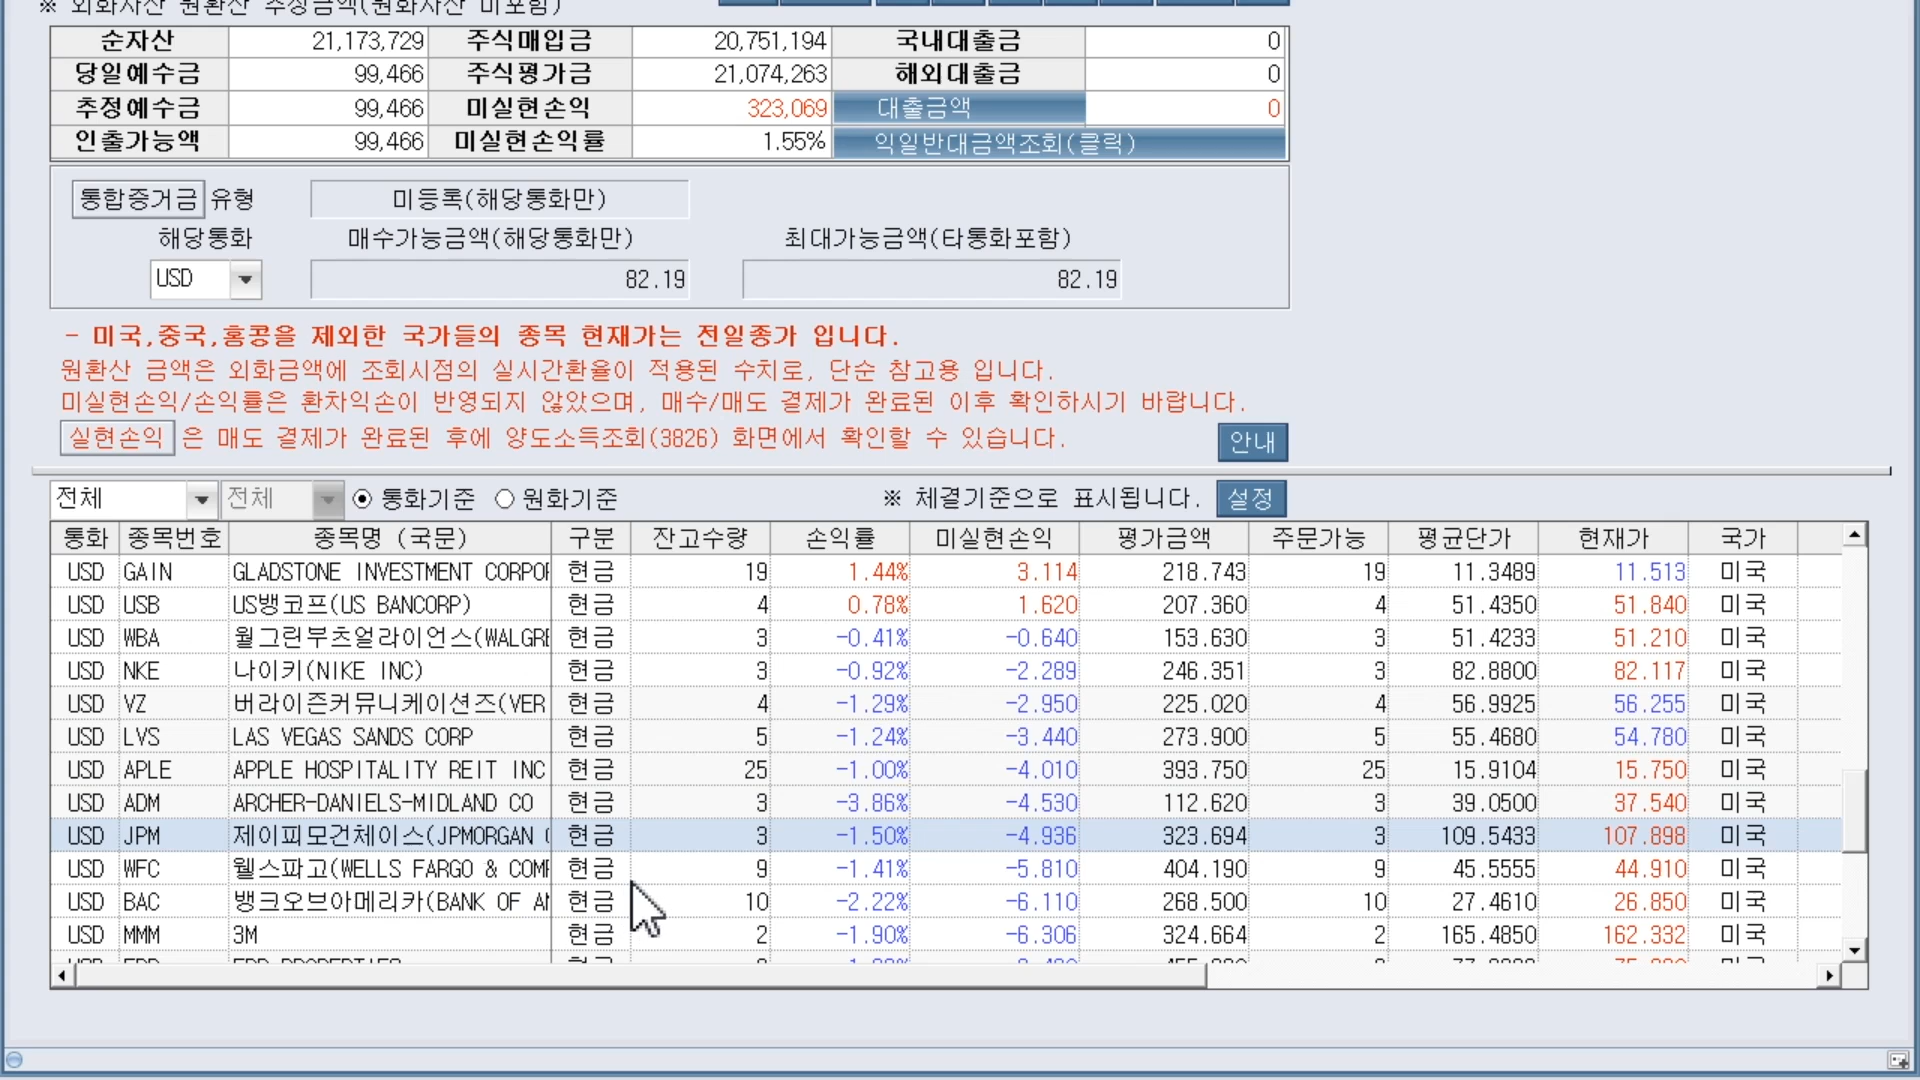 ※ 외화자산 원환산 추정금액(원화자산 미포함)
순자산 21,173,729 주식매입금 20,751,194 국내대출금 0
당일예수금 99,466 주식평가금 21,074,263 해외대출금 0
추정예수금 99,466 미실현손익 323,069 대출금액 0
인출가능액 99,466 미실현손익률 1.55% 익일반대금액조회(클릭)
통합증거금 유형 미등록(해당통화만)
해당통화 매수가능금액(해당통화만) 최대가능금액(타통화포함)
USD 82.19 82.19
- 미국,중국,홍콩을 제외한 국가들의 종목 현재가는 전일종가 입니다.
원환산 금액은 외화금액에 조회시점의 실시간환율이 적용된 수치로, 단순 참고용 입니다.
미실현손익/손익률은 환차익손이 반영되지 않았으며, 매수/매도 결제가 완료된 이후 확인하시기 바랍니다.
실현손익 은 매도 결제가 완료된 후에 양도소득조회(3826) 화면에서 확인할 수 있습니다. 안내
전체 전체 통화기준 원화기준 ※ 체결기준으로 표시됩니다. 설정
통화 종목번호 종목명 (국문) 구분 잔고수량 손익률 미실현손익 평가금액 주문가능 평균단가 현재가 국가
USD GAIN GLADSTONE INVESTMENT CORPOR 현금 19 1.44% 3.114 218.743 19 11.3489 11.513 미국
USD USB US뱅코프(US BANCORP) 현금 4 0.78% 1.620 207.360 4 51.4350 51.840 미국
USD WBA 월그린부츠얼라이언스(WALGRE 현금 3 -0.41% -0.640 153.630 3 51.4233 51.210 미국
USD NKE 나이키(NIKE INC) 현금 3 -0.92% -2.289 246.351 3 82.8800 82.117 미국
USD VZ 버라이즌커뮤니케이션즈(VER 현금 4 -1.29% -2.950 225.020 4 56.9925 56.255 미국
USD LVS LAS VEGAS SANDS CORP 현금 5 -1.24% -3.440 273.900 5 55.4680 54.780 미국
USD APLE APPLE HOSPITALITY REIT INC 현금 25 -1.00% -4.010 393.750 25 15.9104 15.750 미국
USD ADM ARCHER-DANIELS-MIDLAND CO 현금 3 -3.86% -4.530 112.620 3 39.0500 37.540 미국
USD JPM 제이피모건체이스(JPMORGAN 현금 3 -1.50% -4.936 323.694 3 109.5433 107.898 미국
USD WFC 웰스파고(WELLS FARGO & COMP 현금 9 -1.41% -5.810 404.190 9 45.5555 44.910 미국
USD BAC 뱅크오브아메리카(BANK OF AM 현금 10 -2.22% -6.110 268.500 10 27.4610 26.850 미국
USD MMM 3M 현금 2 -1.90% -6.306 324.664 2 165.4850 162.332 미국